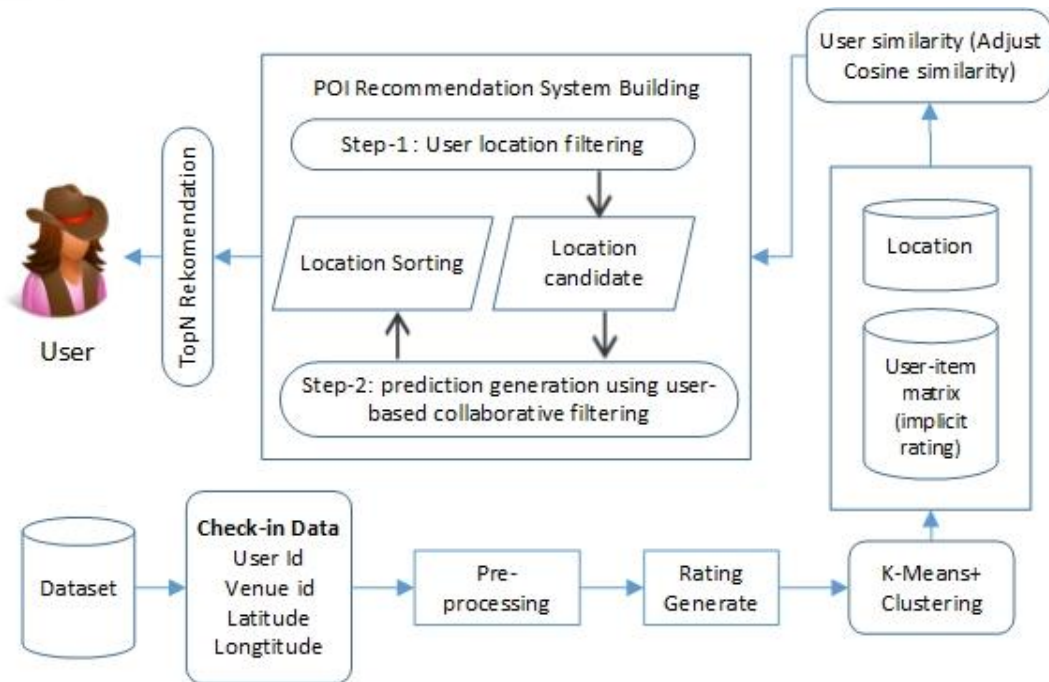 User similarity (Adjust
Cosine similarity)
POI Recommendation System Building
Step-1 : User location filtering
Location Sorting
Location
candidate
Step-2: prediction generation using user-
based collaborative filtering
TopN Rekomendation
User
Location
User-item
matrix
(implicit
rating)
Dataset
Check-in Data
User Id
Venue id
Latitude
Longtitude
Pre-
processing
Rating
Generate
K-Means+
Clustering